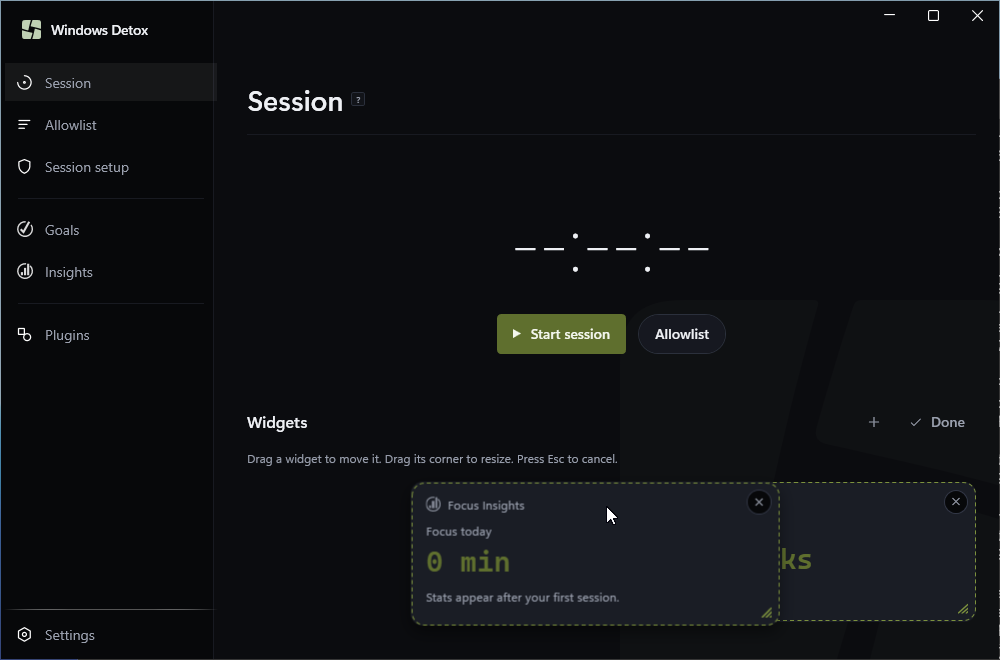 Windows Detox
Session
Allowlist
Session setup
Goals
Insights
Plugins
Settings
Session ?
--:--:--
Start session
Allowlist
Widgets
Done
Drag a widget to move it. Drag its corner to resize. Press Esc to cancel.
Focus Insights
Focus today
0 min
Stats appear after your first session.
ks